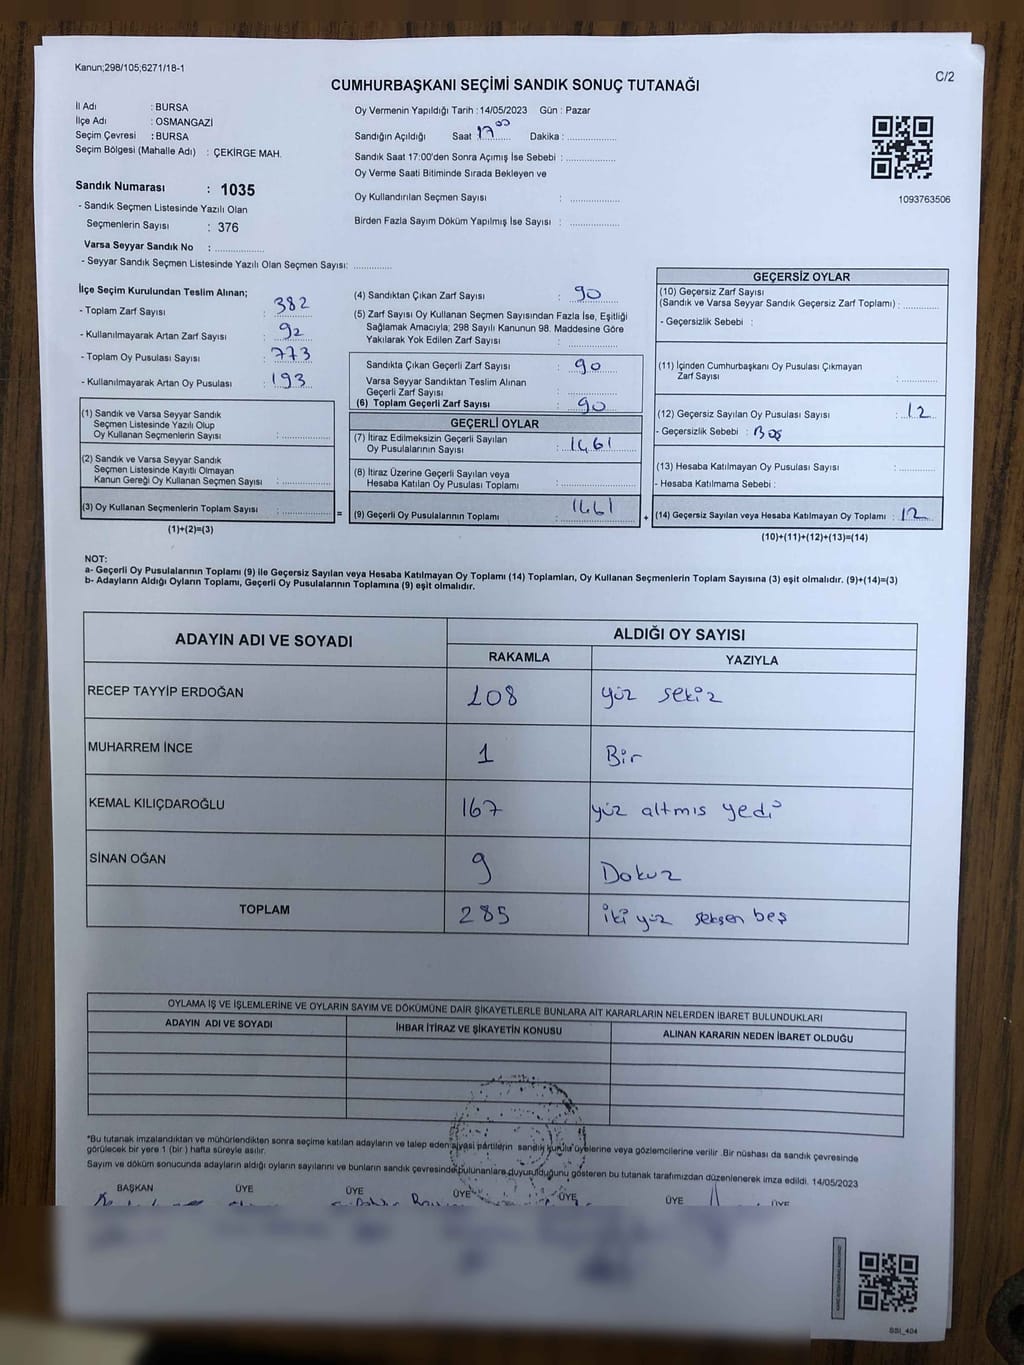 Kanun;298/105;6271/18-1
C/2
CUMHURBAŞKANI SEÇİMİ SANDIK SONUÇ TUTANAĞI
İl Adı : BURSA
İlçe Adı : OSMANGAZİ
Seçim Çevresi : BURSA
Seçim Bölgesi (Mahalle Adı) : ÇEKİRGE MAH.
Oy Vermenin Yapıldığı Tarih : 14/05/2023 Gün : Pazar
Sandığın Açıldığı Saat 17 00 Dakika :
Sandık Saat 17:00'den Sonra Açımış İse Sebebi :
Oy Verme Saati Bitiminde Sırada Bekleyen ve
Oy Kullandırılan Seçmen Sayısı :
Birden Fazla Sayım Döküm Yapılmış İse Sayısı :
1093763506
Sandık Numarası : 1035
- Sandık Seçmen Listesinde Yazılı Olan
Seçmenlerin Sayısı : 376
Varsa Seyyar Sandık No :
- Seyyar Sandık Seçmen Listesinde Yazılı Olan Seçmen Sayısı:
İlçe Seçim Kurulundan Teslim Alınan;
- Toplam Zarf Sayısı : 382
- Kullanılmayarak Artan Zarf Sayısı : 92
- Toplam Oy Pusulası Sayısı : 773
- Kullanılmayarak Artan Oy Pusulası : 193
(1) Sandık ve Varsa Seyyar Sandık
Seçmen Listesinde Yazılı Olup
Oy Kullanan Seçmenlerin Sayısı :
(2) Sandık ve Varsa Seyyar Sandık
Seçmen Listesinde Kayıtlı Olmayan
Kanun Gereği Oy Kullanan Seçmen Sayısı :
(3) Oy Kullanan Seçmenlerin Toplam Sayısı :
(1)+(2)=(3)
=
(4) Sandıktan Çıkan Zarf Sayısı : 90
(5) Zarf Sayısı Oy Kullanan Seçmen Sayısından Fazla İse, Eşitliği
Sağlamak Amacıyla; 298 Sayılı Kanunun 98. Maddesine Göre
Yakılarak Yok Edilen Zarf Sayısı :
Sandıkta Çıkan Geçerli Zarf Sayısı : 90
Varsa Seyyar Sandıktan Teslim Alınan
Geçerli Zarf Sayısı :
(6) Toplam Geçerli Zarf Sayısı : 90
GEÇERLİ OYLAR
(7) İtiraz Edilmeksizin Geçerli Sayılan
Oy Pusulalarının Sayısı : 1461
(8) İtiraz Üzerine Geçerli Sayılan veya
Hesaba Katılan Oy Pusulası Toplamı :
(9) Geçerli Oy Pusulalarının Toplamı : 1461
+
GEÇERSİZ OYLAR
(10) Geçersiz Zarf Sayısı
(Sandık ve Varsa Seyyar Sandık Geçersiz Zarf Toplamı) :
- Geçersizlik Sebebi :
(11) İçinden Cumhurbaşkanı Oy Pusulası Çıkmayan
Zarf Sayısı :
(12) Geçersiz Sayılan Oy Pusulası Sayısı : 12
- Geçersizlik Sebebi : Boş
(13) Hesaba Katılmayan Oy Pusulası Sayısı :
- Hesaba Katılmama Sebebi :
(14) Geçersiz Sayılan veya Hesaba Katılmayan Oy Toplamı : 12
(10)+(11)+(12)+(13)=(14)
NOT:
a- Geçerli Oy Pusulalarının Toplamı (9) ile Geçersiz Sayılan veya Hesaba Katılmayan Oy Toplamı (14) Toplamları, Oy Kullanan Seçmenlerin Toplam Sayısına (3) eşit olmalıdır. (9)+(14)=(3)
b- Adayların Aldığı Oyların Toplamı, Geçerli Oy Pusulalarının Toplamına (9) eşit olmalıdır.
ADAYIN ADI VE SOYADI ALDIĞI OY SAYISI
RAKAMLA YAZIYLA
RECEP TAYYİP ERDOĞAN 108 yüz sekiz
MUHARREM İNCE 1 Bir
KEMAL KILIÇDAROĞLU 167 yüz altmıs yedi
SİNAN OĞAN 9 Dokuz
TOPLAM 285 iki yüz seksen beş
OYLAMA İŞ VE İŞLEMLERİNE VE OYLARIN SAYIM VE DÖKÜMÜNE DAİR ŞİKAYETLERLE BUNLARA AİT KARARLARIN NELERDEN İBARET BULUNDUKLARI
ADAYIN ADI VE SOYADI İHBAR İTİRAZ VE ŞİKAYETİN KONUSU ALINAN KARARIN NEDEN İBARET OLDUĞU
*Bu tutanak imzalandıktan ve mühürlendikten sonra seçime katılan adayların ve talep eden siyasi partilerin sandık kurulu üyelerine veya gözlemcilerine verilir .Bir nüshası da sandık çevresinde
görülecek bir yere 1 (bir ) hafta süreyle asılır.
Sayım ve döküm sonucunda adayların aldığı oyların sayılarını ve bunların sandık çevresinde bulunanlara duyurulduğunu gösteren bu tutanak tarafımızdan düzenlenerek imza edildi. 14/05/2023
BAŞKAN ÜYE ÜYE ÜYE ÜYE ÜYE ÜYE
SSI_404